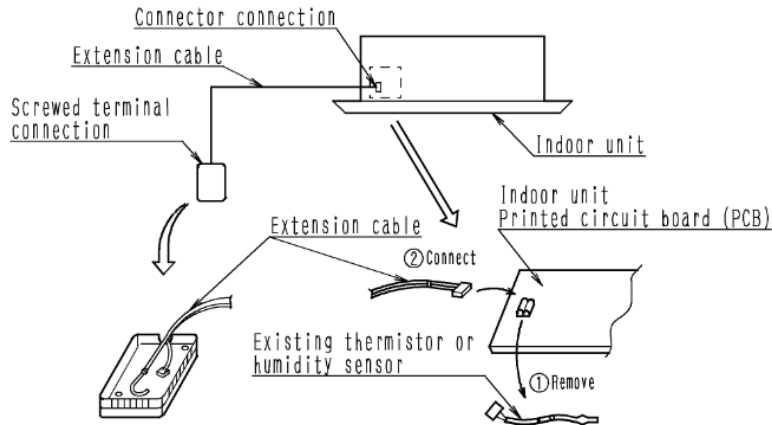 Connector connection
Extension cable
Screwed terminal
connection
Indoor unit
Indoor unit
Printed circuit board (PCB)
Extension cable
②Connect
Existing thermistor or
humidity sensor
①Remove